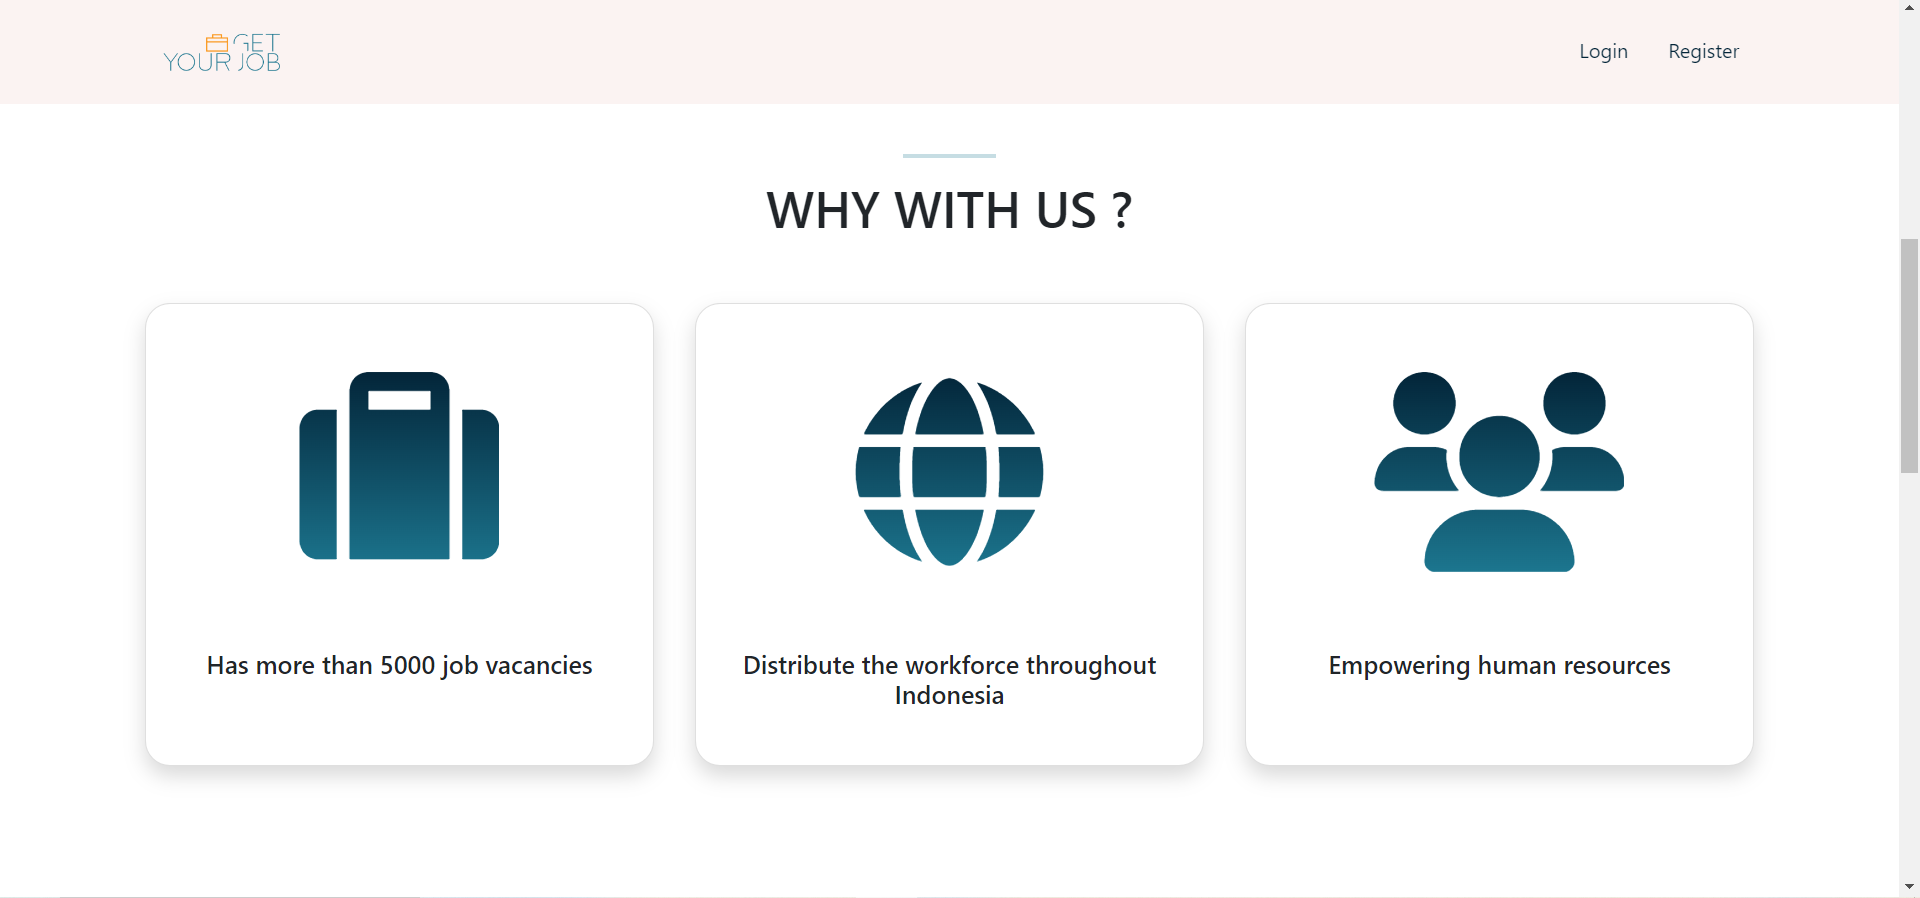 GET
YOUR JOB
Login
Register
WHY WITH US ?
Has more than 5000 job vacancies
Distribute the workforce throughout
Indonesia
Empowering human resources